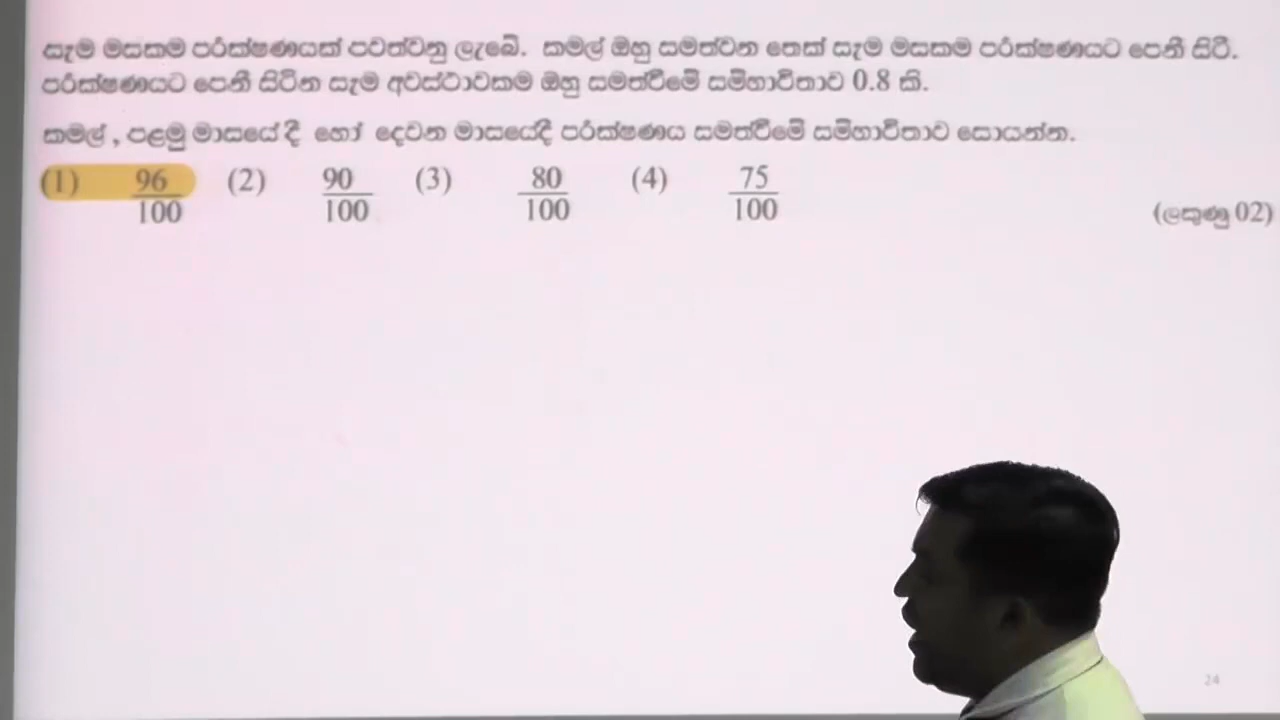 සැම මසකම පරීක්ෂණයක් පවත්වනු ලැබේ. කමල් ඔහු සමත්වන තෙක් සැම මසකම පරීක්ෂණයට පෙනී සිටී.
පරීක්ෂණයට පෙනී සිටින සැම අවස්ථාවකම ඔහු සමත්වීමේ සම්භාවිතාව 0.8 කි.
කමල් , පළමු මාසයේ දී හෝ දෙවන මාසයේදී පරීක්ෂණය සමත්වීමේ සම්භාවිතාව සොයන්න.
(1) 96/100 (2) 90/100 (3) 80/100 (4) 75/100
(ලකුණු 02)
24